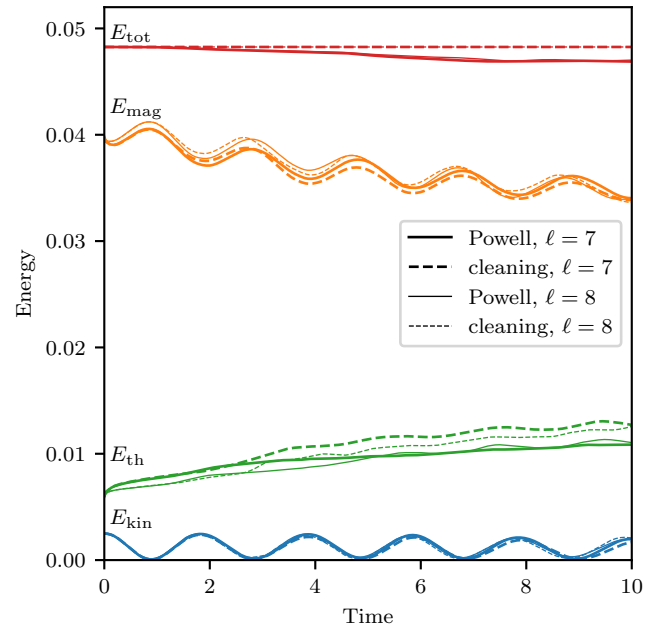 0.05
0.04
0.03
0.02
0.01
0.00
Energy
E_tot
E_mag
Powell, ℓ = 7
cleaning, ℓ = 7
Powell, ℓ = 8
cleaning, ℓ = 8
E_th
E_kin
0 2 4 6 8 10
Time